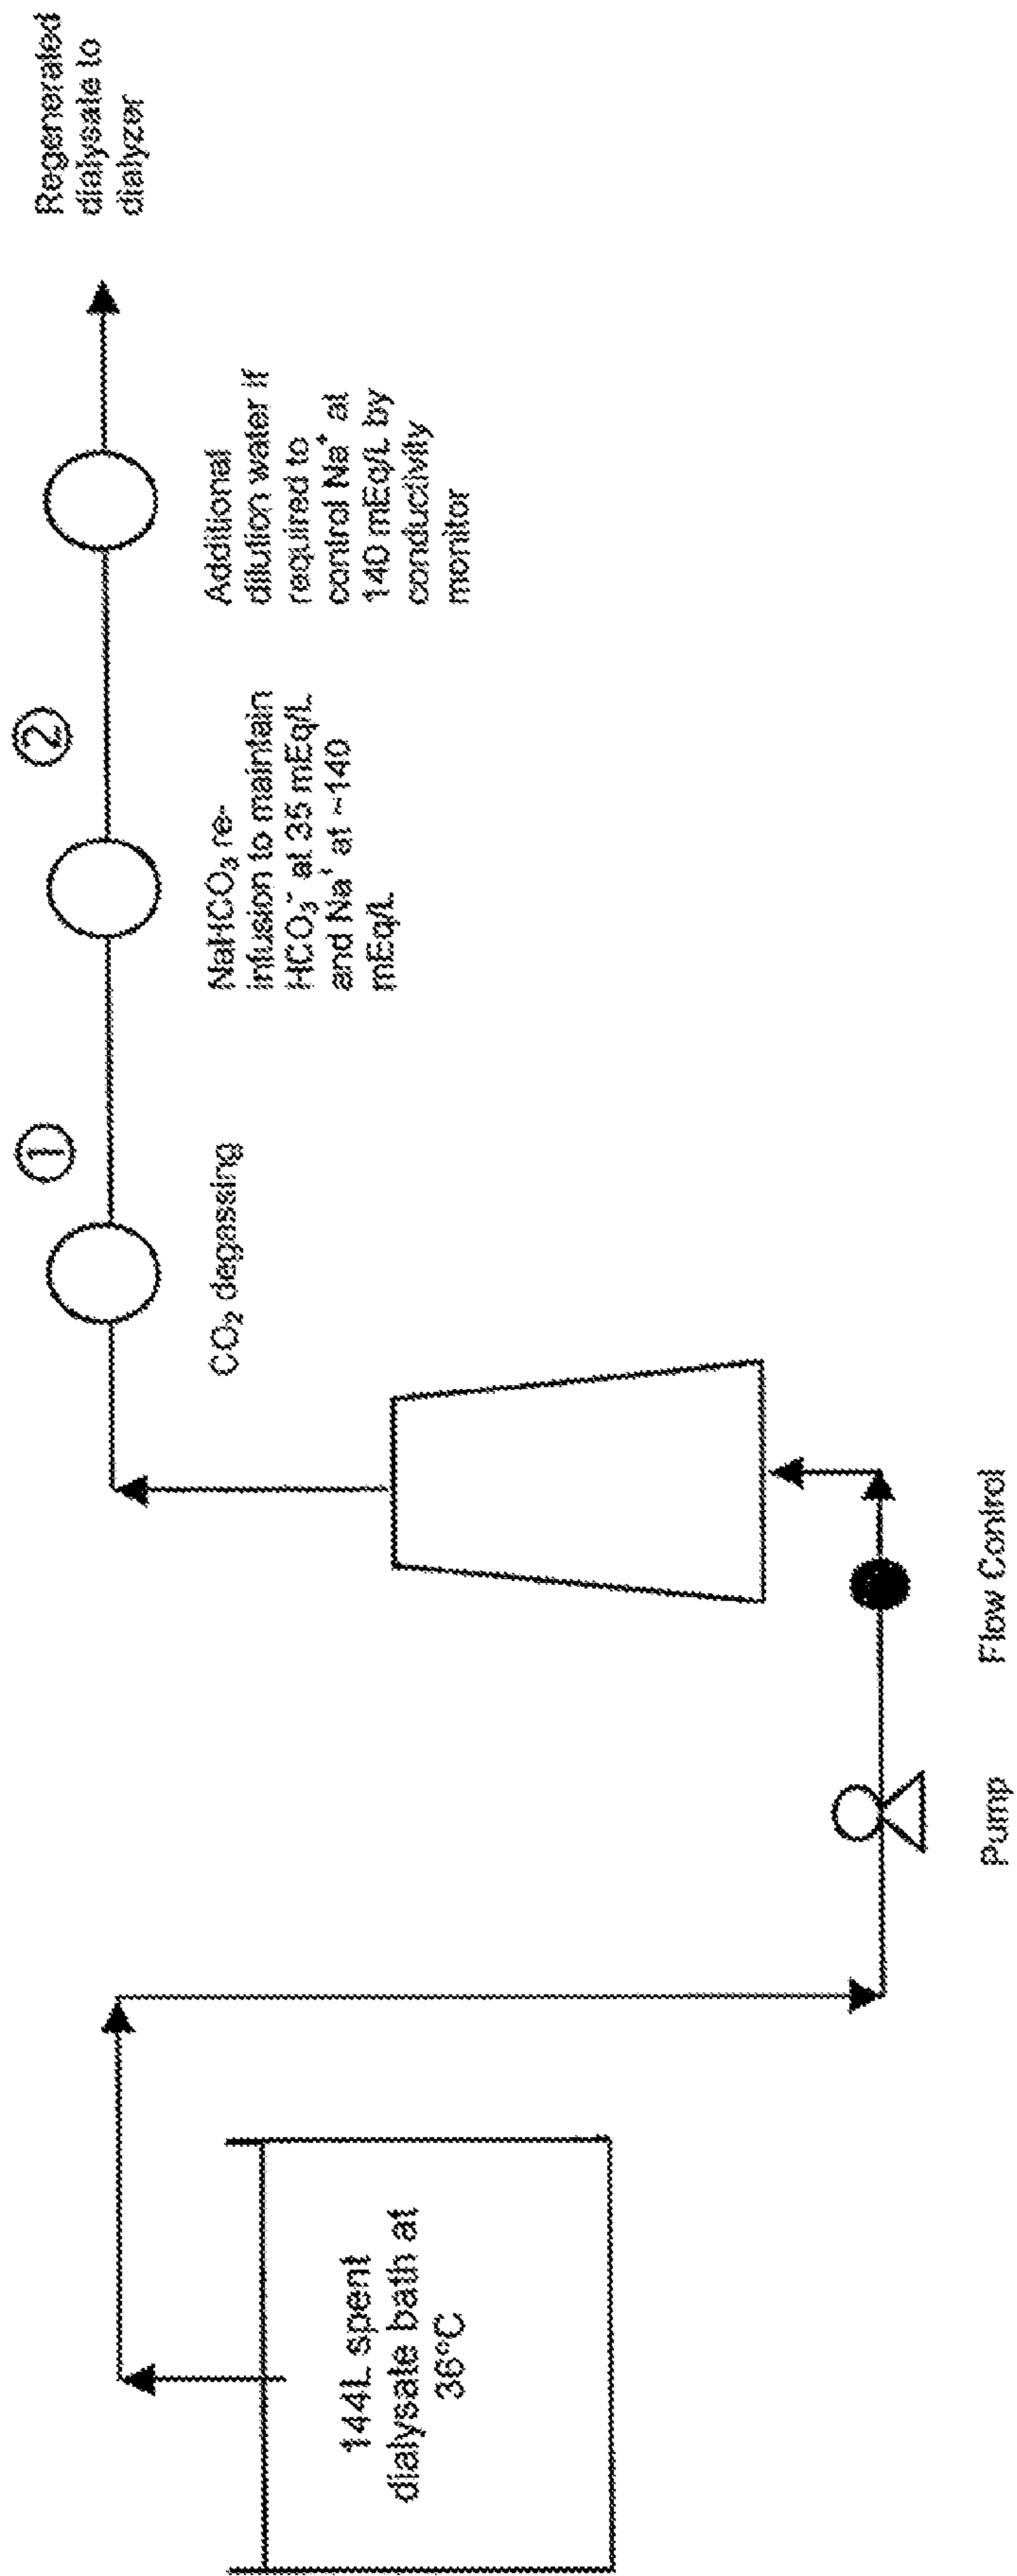 144L spent
dialysate bath at
36°C
Pump
Flow Control
CO₂ degassing
①
NaHCO₃ re-
infusion to maintain
HCO₃⁻ at 35 mEq/L
and Na⁺ at ~140
mEq/L
②
Additional
dilution water if
required to
control Na⁺ at
140 mEq/L by
conductivity
monitor
Regenerated
dialysate to
dialyzer